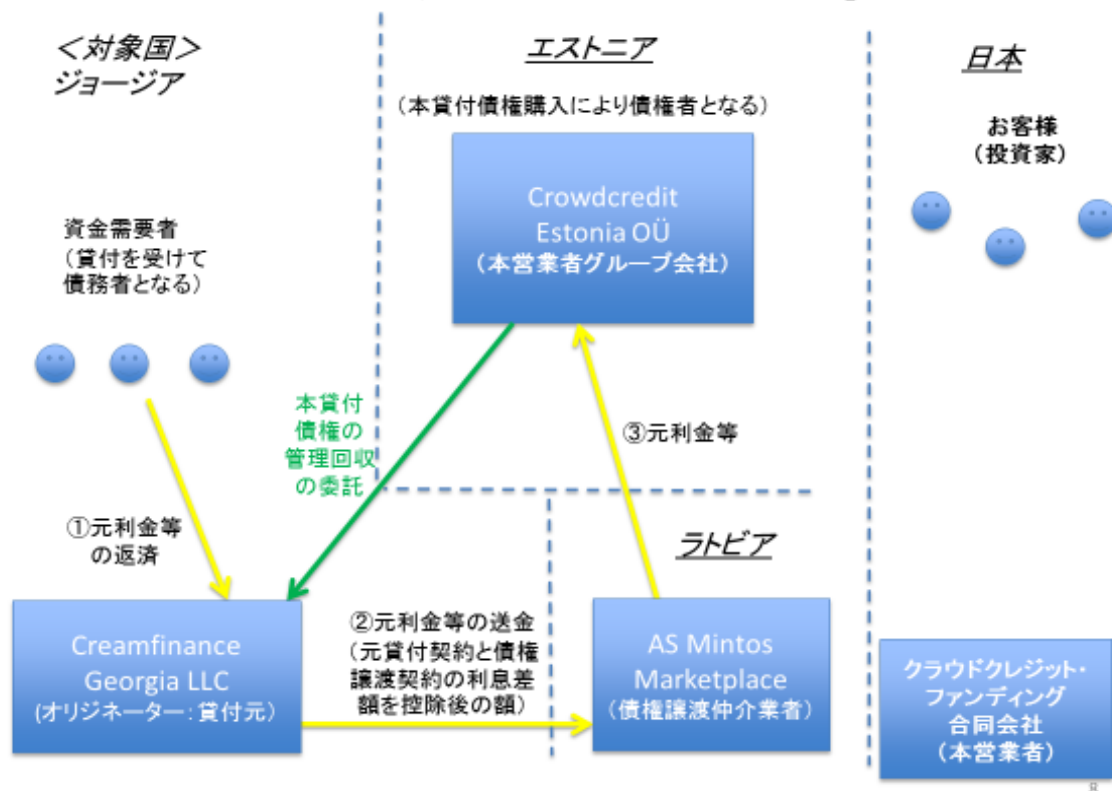 ＜対象国＞
ジョージア
エストニア
（本貸付債権購入により債権者となる）
日本
お客様
（投資家）
Crowdcredit
Estonia OÜ
（本営業者グループ会社）
資金需要者
（貸付を受けて
債務者となる）
本貸付
債権の
管理回収
の委託
③元利金等
①元利金等
の返済
ラトビア
Creamfinance
Georgia LLC
(オリジネーター：貸付元）
②元利金等の送金
（元貸付契約と債権
譲渡契約の利息差
額を控除後の額）
AS Mintos
Marketplace
（債権譲渡仲介業者）
クラウドクレジット・
ファンディング
合同会社
（本営業者）
8